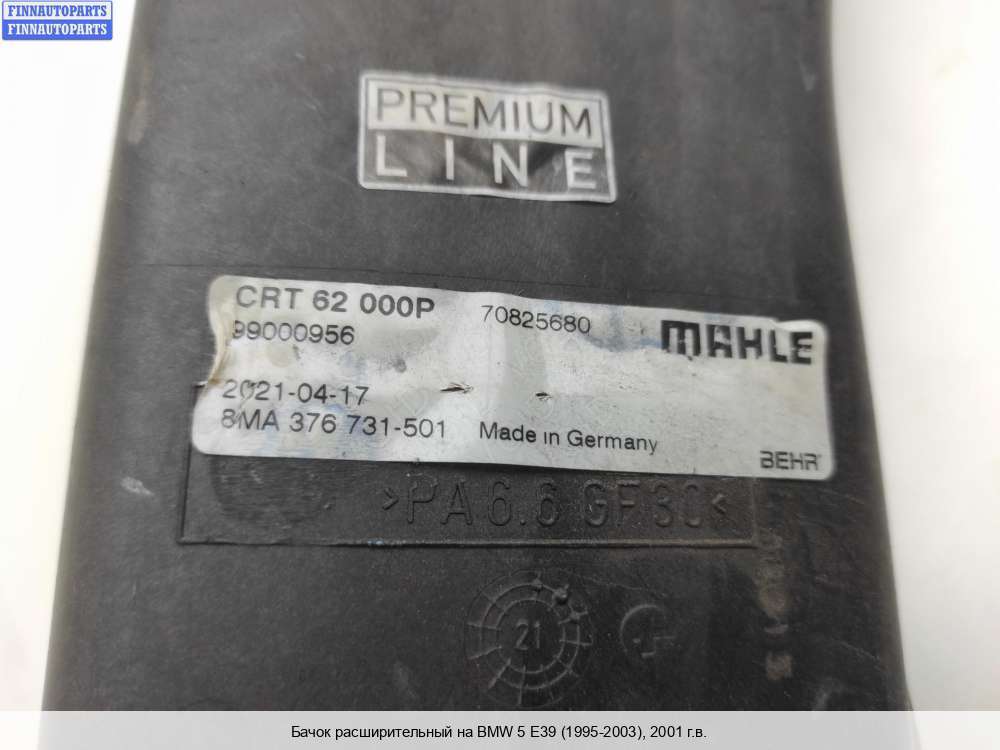 FINNAUTOPARTS
FINNAUTOPARTS
PREMIUM
LINE
CRT 62 000P 70825680 MAHLE
99000956
2021-04-17
8MA 376 731-501 Made in Germany
BEHR
>PA6.6 GF30<
21
Бачок расширительный на BMW 5 E39 (1995-2003), 2001 г.в.